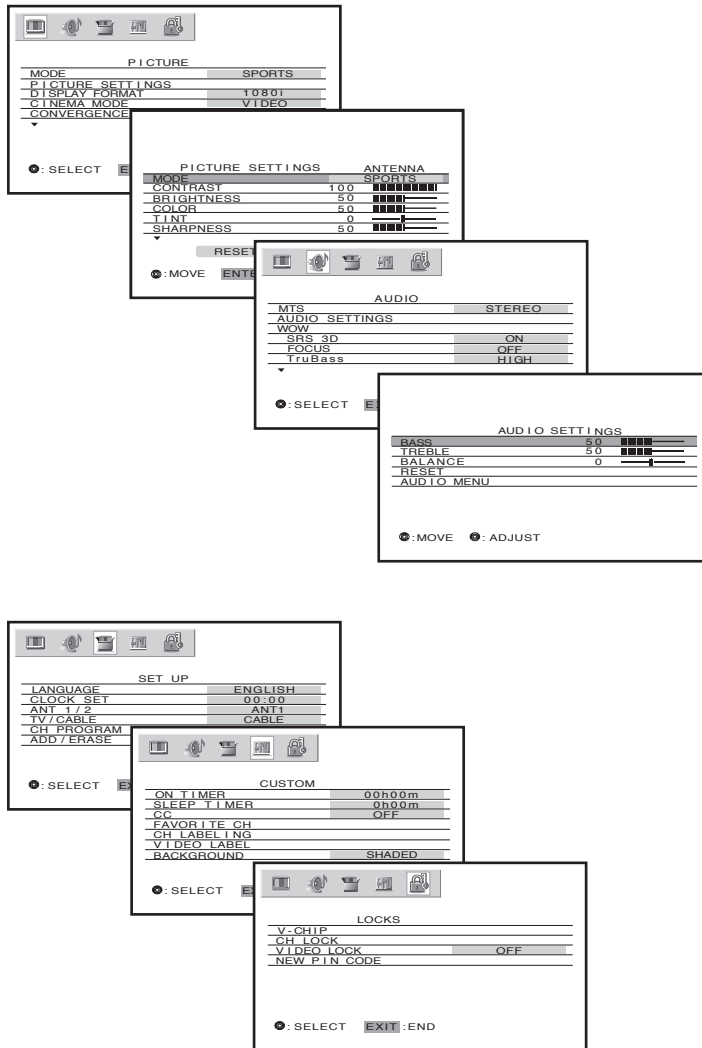 PICTURE
MODE SPORTS
PICTURE SETTINGS
DISPLAY FORMAT 1080i
CINEMA MODE VIDEO
CONVERGENCE
: SELECT
PICTURE SETTINGS ANTENNA
MODE SPORTS
CONTRAST 100
BRIGHTNESS 50
COLOR 50
TINT 0
SHARPNESS 50
RESET
:MOVE
AUDIO
MTS STEREO
AUDIO SETTINGS
WOW
SRS 3D ON
FOCUS OFF
TruBass HIGH
:SELECT
AUDIO SETTINGS
BASS 50
TREBLE 50
BALANCE 0
RESET
AUDIO MENU
:MOVE : ADJUST
SET UP
LANGUAGE ENGLISH
CLOCK SET 00:00
ANT 1/2 ANT1
TV/CABLE CABLE
CH PROGRAM
ADD/ERASE
: SELECT
CUSTOM
ON TIMER 00h00m
SLEEP TIMER 0h00m
CC OFF
FAVORITE CH
CH LABELING
VIDEO LABEL
BACKGROUND SHADED
: SELECT
LOCKS
V-CHIP
CH LOCK
VIDEO LOCK OFF
NEW PIN CODE
: SELECT EXIT :END